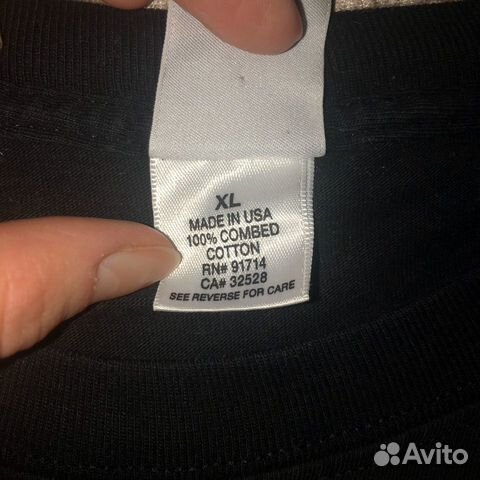 XL
MADE IN USA
100% COMBED
COTTON
RN# 91714
CA# 32528
SEE REVERSE FOR CARE
Avito